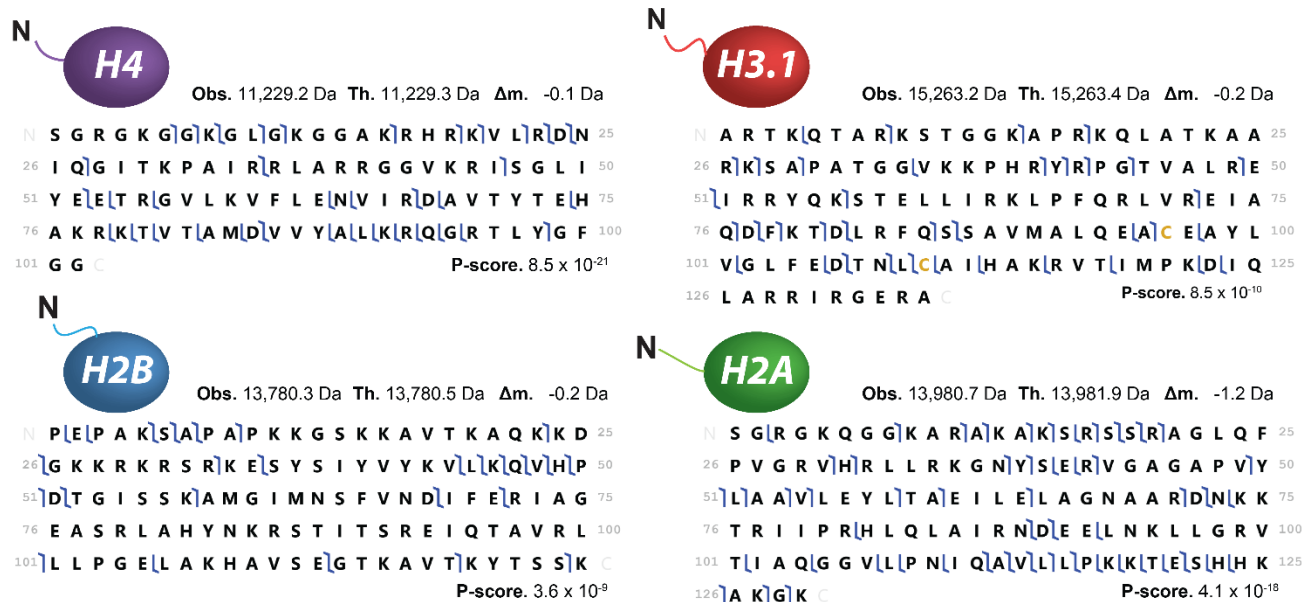 N
H4
Obs. 11,229.2 Da Th. 11,229.3 Da Δm. -0.1 Da
N S G R G K G G K G L G K G G A K R H R K V L R D N 25
26 I Q G I T K P A I R R L A R R G G V K R I S G L I 50
51 Y E E T R G V L K V F L E N V I R D A V T Y T E H 75
76 A K R K T V T A M D V V Y A L K R Q G R T L Y G F 100
101 G G C
P-score. 8.5 x 10-21
N
H3.1
Obs. 15,263.2 Da Th. 15,263.4 Da Δm. -0.2 Da
N A R T K Q T A R K S T G G K A P R K Q L A T K A A 25
26 R K S A P A T G G V K K P H R Y R P G T V A L R E 50
51 I R R Y Q K S T E L L I R K L P F Q R L V R E I A 75
76 Q D F K T D L R F Q S S A V M A L Q E A C E A Y L 100
101 V G L F E D T N L C A I H A K R V T I M P K D I Q 125
126 L A R R I R G E R A C
P-score. 8.5 x 10-10
N
H2B
Obs. 13,780.3 Da Th. 13,780.5 Da Δm. -0.2 Da
N P E P A K S A P A P K K G S K K A V T K A Q K K D 25
26 G K K R K R S R K E S Y S I Y V Y K V L K Q V H P 50
51 D T G I S S K A M G I M N S F V N D I F E R I A G 75
76 E A S R L A H Y N K R S T I T S R E I Q T A V R L 100
101 L L P G E L A K H A V S E G T K A V T K Y T S S K C
P-score. 3.6 x 10-9
N
H2A
Obs. 13,980.7 Da Th. 13,981.9 Da Δm. -1.2 Da
N S G R G K Q G G K A R A K A K S R S S R A G L Q F 25
26 P V G R V H R L L R K G N Y S E R V G A G A P V Y 50
51 L A A V L E Y L T A E I L E L A G N A A R D N K K 75
76 T R I I P R H L Q L A I R N D E E L N K L L G R V 100
101 T I A Q G G V L P N I Q A V L L P K K T E S H H K 125
126 A K G K C
P-score. 4.1 x 10-18